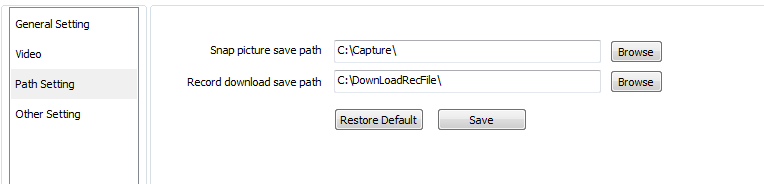 General Setting
Video
Path Setting
Other Setting
Snap picture save path C:\Capture\ Browse
Record download save path C:\DownLoadRecFile\ Browse
Restore Default Save